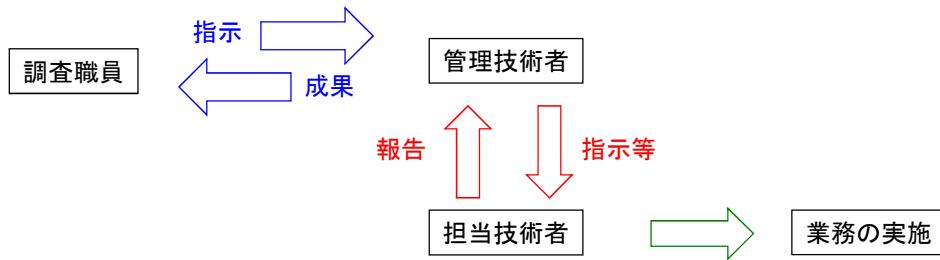 指示
調査職員
管理技術者
成果
報告
指示等
担当技術者
業務の実施